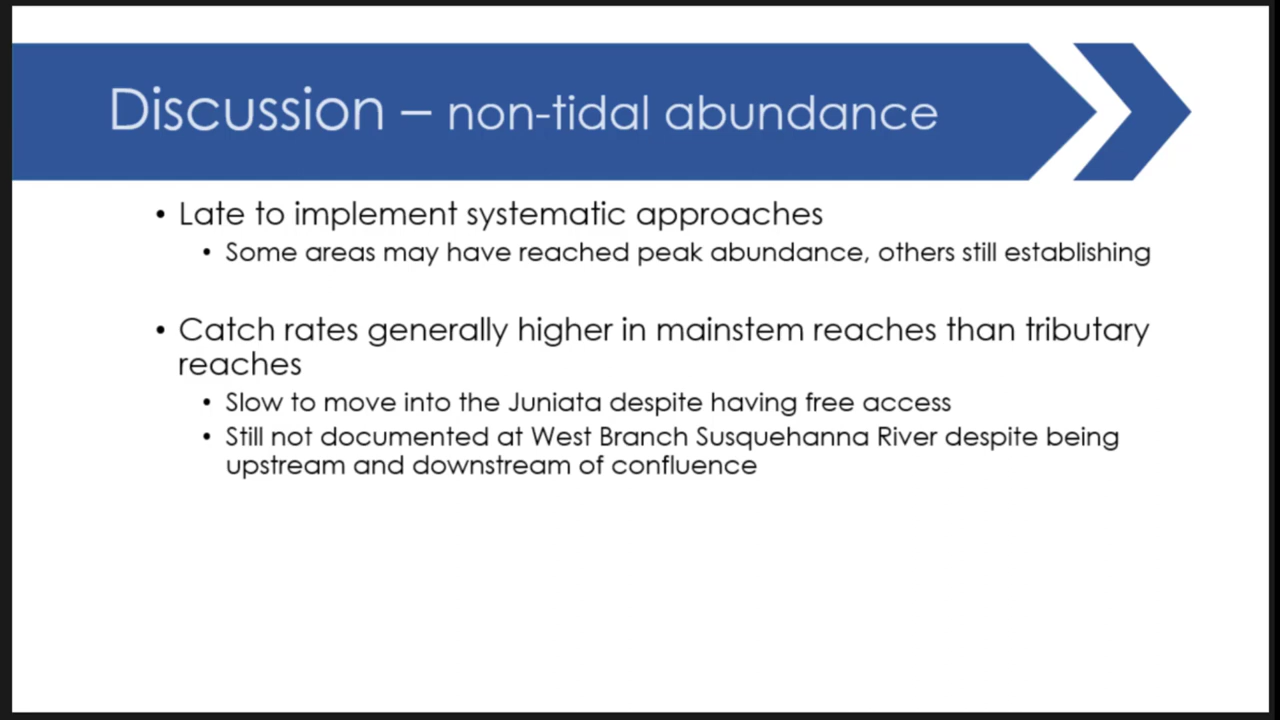 Discussion – non-tidal abundance
• Late to implement systematic approaches
• Some areas may have reached peak abundance, others still establishing
• Catch rates generally higher in mainstem reaches than tributary
reaches
• Slow to move into the Juniata despite having free access
• Still not documented at West Branch Susquehanna River despite being
upstream and downstream of confluence